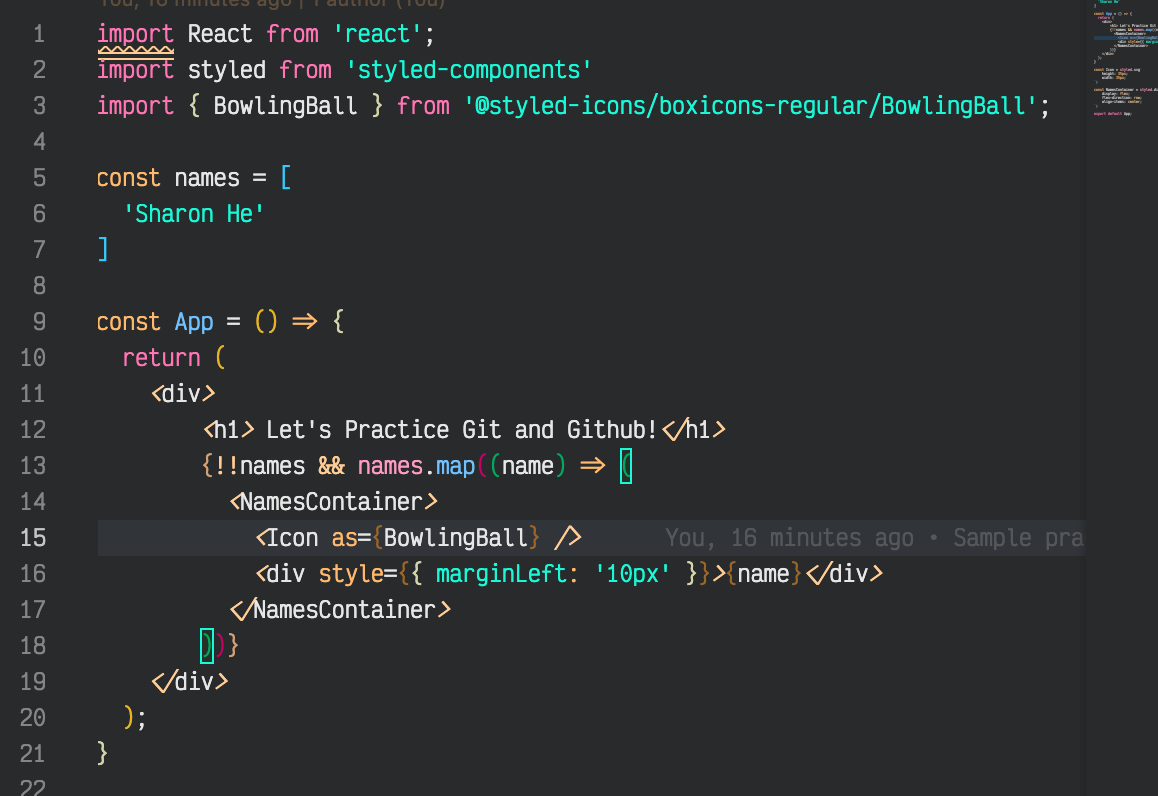 You, 16 minutes ago | 1 author (You)
1 import React from 'react';
2 import styled from 'styled-components'
3 import { BowlingBall } from '@styled-icons/boxicons-regular/BowlingBall';
4
5 const names = [
6 'Sharon He'
7 ]
8
9 const App = () => {
10 return (
11 <div>
12 <h1> Let's Practice Git and Github!</h1>
13 {!!names && names.map((name) => (
14 <NamesContainer>
15 <Icon as={BowlingBall} /> You, 16 minutes ago • Sample pra
16 <div style={{ marginLeft: '10px' }}>{name}</div>
17 </NamesContainer>
18 ))}
19 </div>
20 );
21 }
22